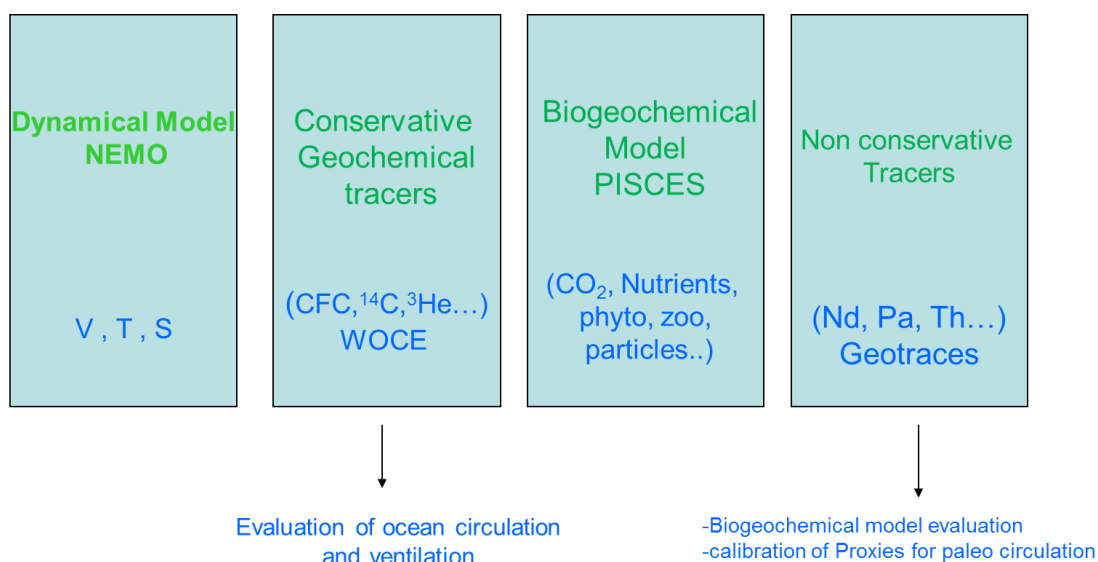 Dynamical Model
NEMO
V , T , S
Conservative
Geochemical
tracers
(CFC,¹⁴C,³He…)
WOCE
Biogeochemical
Model
PISCES
(CO₂, Nutrients,
phyto, zoo,
particles..)
Non conservative
Tracers
(Nd, Pa, Th…)
Geotraces
Evaluation of ocean circulation
and ventilation
-Biogeochemical model evaluation
-calibration of Proxies for paleo circulation